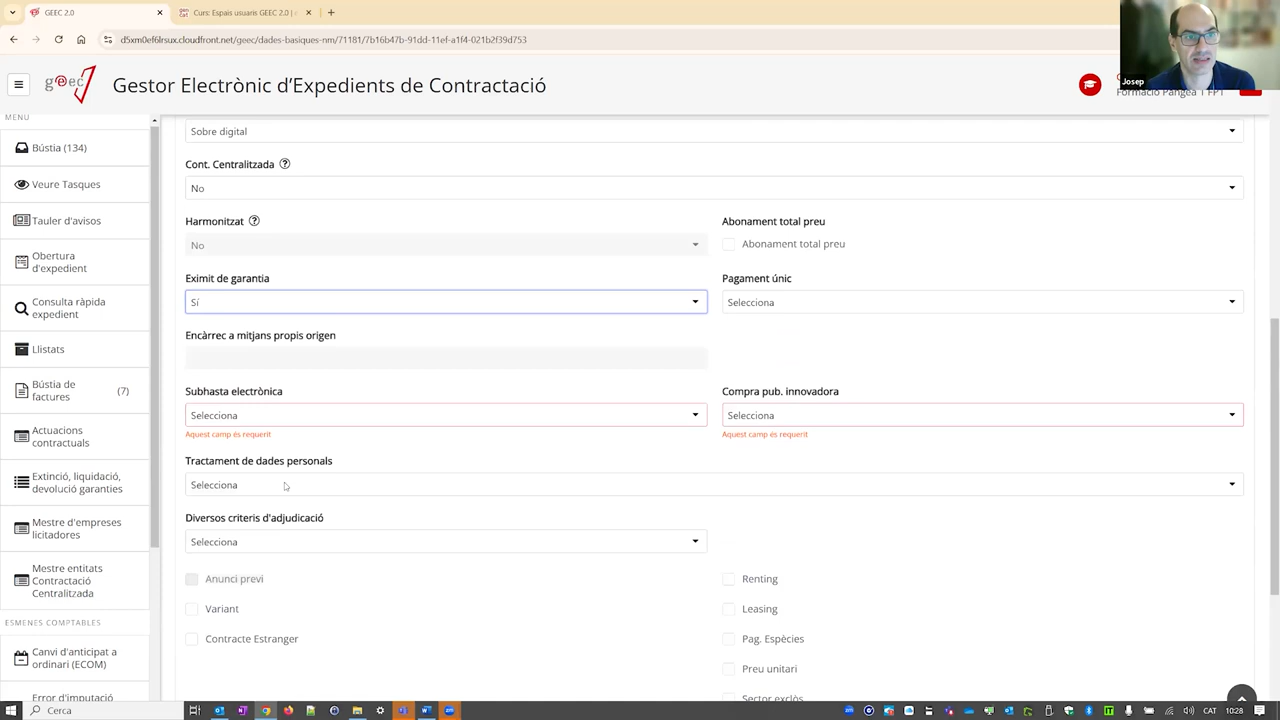 GEEC 2.0
Curs: Espais usuaris GEEC 2.0 |
d5xm0ef6lrsux.cloudfront.net/geec/dades-basiques-nm/71181/7b16b47b-91dd-11ef-a1f4-021b2f39d753
geec
Gestor Electrònic d'Expedients de Contractació
Josep
Formació Pangea i FPT
MENÚ
Bústia (134)
Veure Tasques
Tauler d'avisos
Obertura
d'expedient
Consulta ràpida
expedient
Llistats
Bústia de
factures
(7)
Actuacions
contractuals
Extinció, liquidació,
devolució garanties
Mestre d'empreses
licitadores
Mestre entitats
Contractació
Centralitzada
ESMENES COMPTABLES
Canvi d'anticipat a
ordinari (ECOM)
Error d'imputació
Sobre digital
Cont. Centralitzada
No
Harmonitzat
No
Abonament total preu
Abonament total preu
Eximit de garantia
Sí
Pagament únic
Selecciona
Encàrrec a mitjans propis origen
Subhasta electrònica
Selecciona
Aquest camp és requerit
Compra pub. innovadora
Selecciona
Aquest camp és requerit
Tractament de dades personals
Selecciona
Diversos criteris d'adjudicació
Selecciona
Anunci previ
Renting
Variant
Leasing
Contracte Estranger
Pag. Espècies
Preu unitari
Sector exclòs
Cerca
CAT
10:28